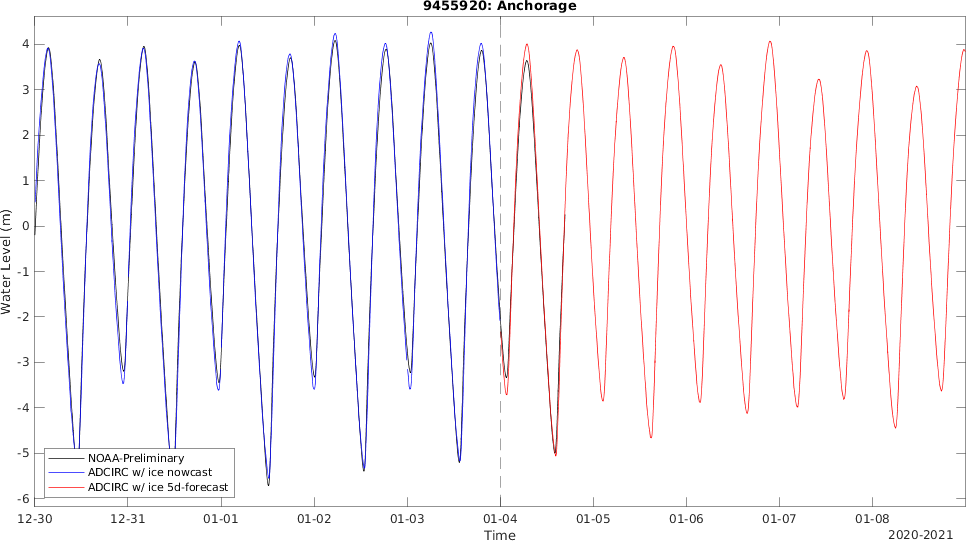 9455920: Anchorage
Water Level (m)
4
3
2
1
0
-1
-2
-3
-4
-5
-6
NOAA-Preliminary
ADCIRC w/ ice nowcast
ADCIRC w/ ice 5d-forecast
12-30 12-31 01-01 01-02 01-03 01-04 01-05 01-06 01-07 01-08
Time
2020-2021